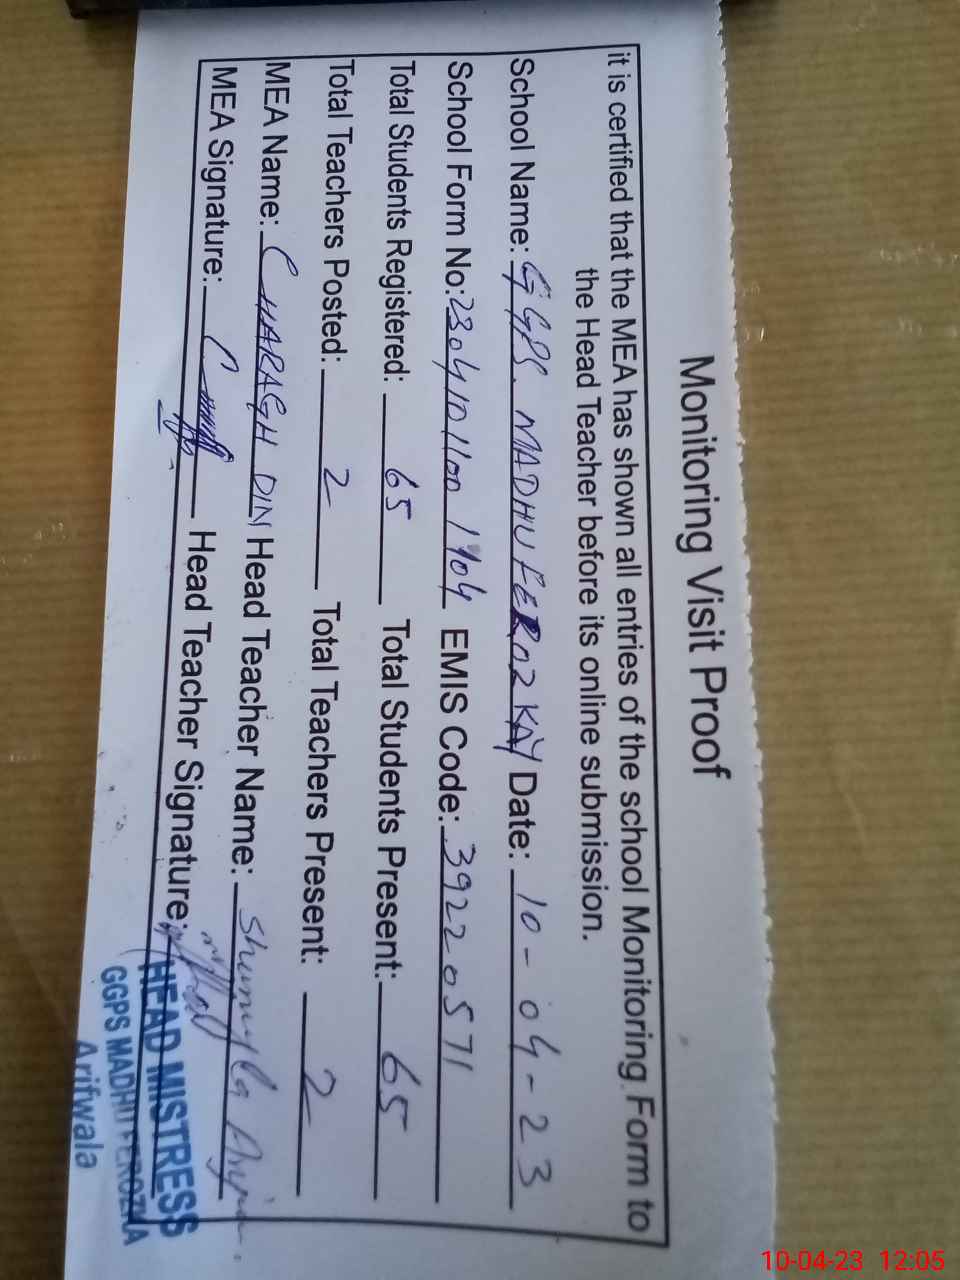 Monitoring Visit Proof
it is certified that the MEA has shown all entries of the school Monitoring Form to
the Head Teacher before its online submission.
School Name: GGPS. MADHU FEROZ KAY Date: 10-04-23
School Form No: 2304101100 1904 EMIS Code: 39220571
Total Students Registered: 65 Total Students Present: 65
Total Teachers Posted: 2 Total Teachers Present: 2
MEA Name: CHARAGH DIN Head Teacher Name: Shumyla
MEA Signature: Head Teacher Signature:
HEAD MISTRESS
GGPS MADHU FEROZKA
Arifwala
10-04-23 12:05